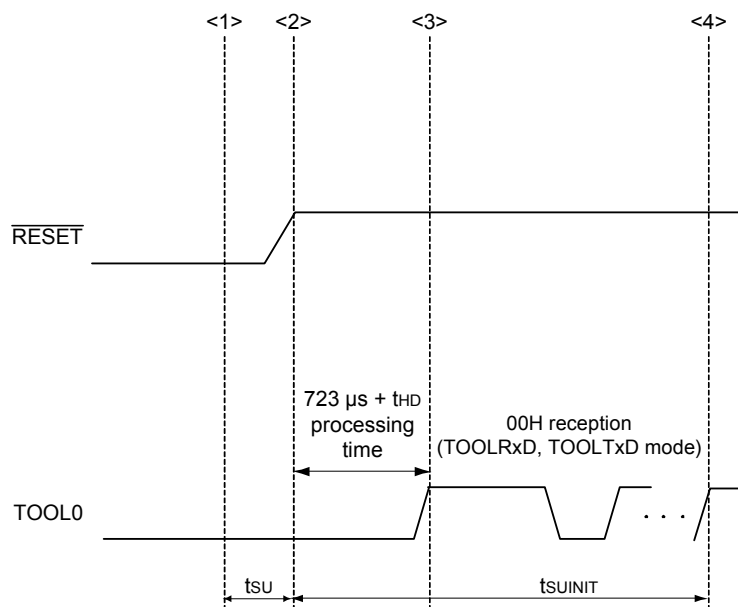 <1> <2> <3> <4>
RESET
723 µs + tHD
processing
time
00H reception
(TOOLRxD, TOOLTxD mode)
TOOL0
. . .
tSU tSUINIT